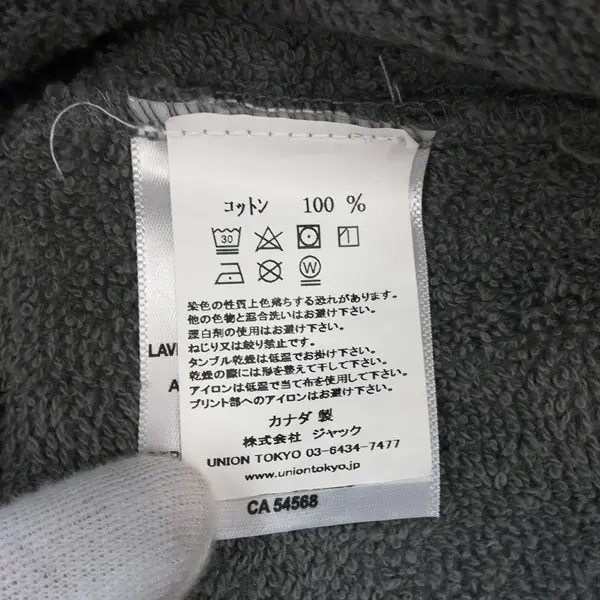 コットン 100 %
30
W
染色の性質上色落ちする恐れがあります。
他の色物と混合洗いはお避け下さい。
漂白剤の使用はお避け下さい。
ねじり又は絞り禁止です。
タンブル乾燥は低温でお掛け下さい。
乾燥の際には形を整えて干して下さい。
アイロンは低温で当て布を使用して下さい。
プリント部へのアイロンはお避け下さい。
カナダ 製
株式会社 ジャック
UNION TOKYO 03-6434-7477
www.uniontokyo.jp
CA 54568